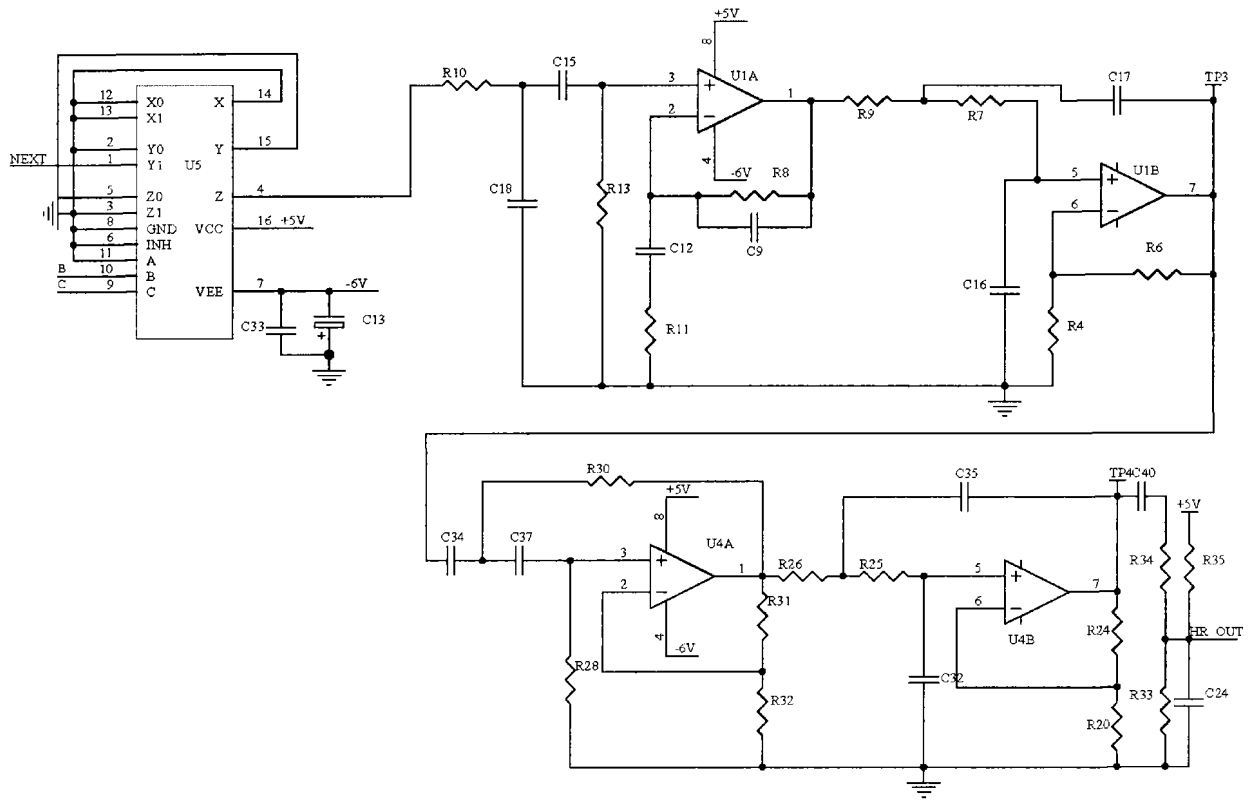 +5V
8
C15
R10
3
U1A
C17
TP3
2
1
R9
R7
12
X0
X
14
13
X1
2
Y0
Y
15
NEXT
1
Yi
U5
4
-6V
5
U1B
7
R8
5
Z0
Z
4
C18
R13
3
Z1
6
8
GND
VCC
16
+5V
6
INH
C12
C9
R6
11
A
B
10
B
C
9
C
VEE
7
-6V
C16
C33
C13
+
R11
R4
R30
+5V
C35
TP4
C40
+5V
8
C34
C37
U4A
3
1
R26
R25
5
7
R34
R35
2
R31
6
U4B
R24
HR_OUT
4
-6V
R28
C32
R33
C24
R32
R20